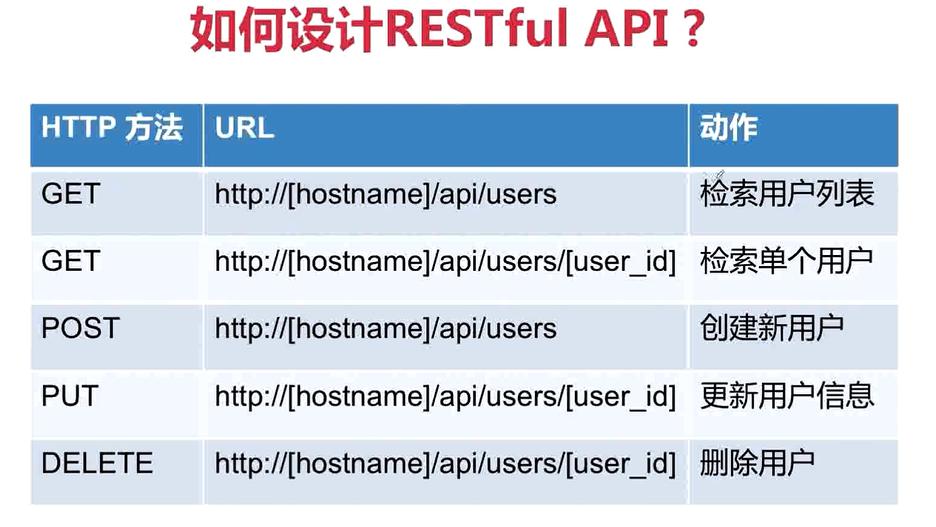 如何设计RESTful API？
HTTP 方法 URL 动作
GET http://[hostname]/api/users 检索用户列表
GET http://[hostname]/api/users/[user_id] 检索单个用户
POST http://[hostname]/api/users 创建新用户
PUT http://[hostname]/api/users/[user_id] 更新用户信息
DELETE http://[hostname]/api/users/[user_id] 删除用户